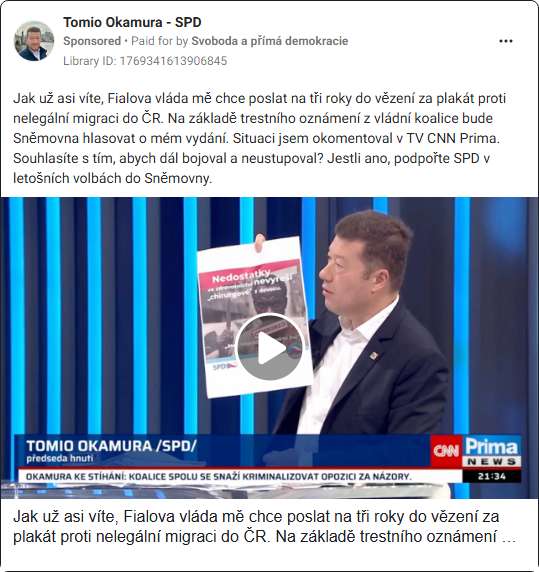 Tomio Okamura - SPD
Sponsored • Paid for by Svoboda a přímá demokracie
Library ID: 1769341613906845
Jak už asi víte, Fialova vláda mě chce poslat na tři roky do vězení za plakát proti
nelegální migraci do ČR. Na základě trestního oznámení z vládní koalice bude
Sněmovna hlasovat o mém vydání. Situaci jsem okomentoval v TV CNN Prima.
Souhlasíte s tím, abych dál bojoval a neustupoval? Jestli ano, podpořte SPD v
letošních volbách do Sněmovny.
Nedostatky
ve zdravotnictví nevyřeší
„chirurgové“ z dovozu.
SPD
TOMIO OKAMURA /SPD/
předseda hnutí
CNN Prima
NEWS
OKAMURA KE STÍHÁNÍ: KOALICE SPOLU SE SNAŽÍ KRIMINALIZOVAT OPOZICI ZA NÁZORY.
21:34
Jak už asi víte, Fialova vláda mě chce poslat na tři roky do vězení za
plakát proti nelegální migraci do ČR. Na základě trestního oznámení …